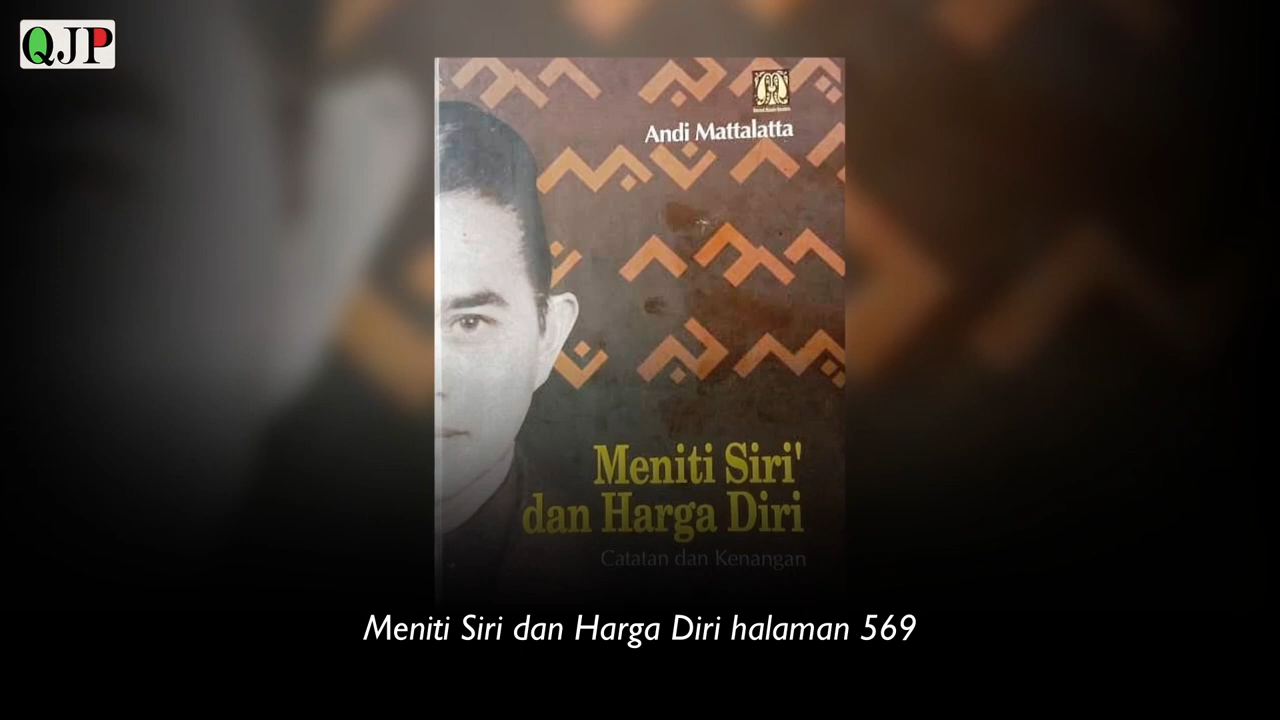 QJP
Andi Mattalatta
Meniti Siri'
dan Harga Diri
Catatan dan Kenangan
Meniti Siri dan Harga Diri halaman 569